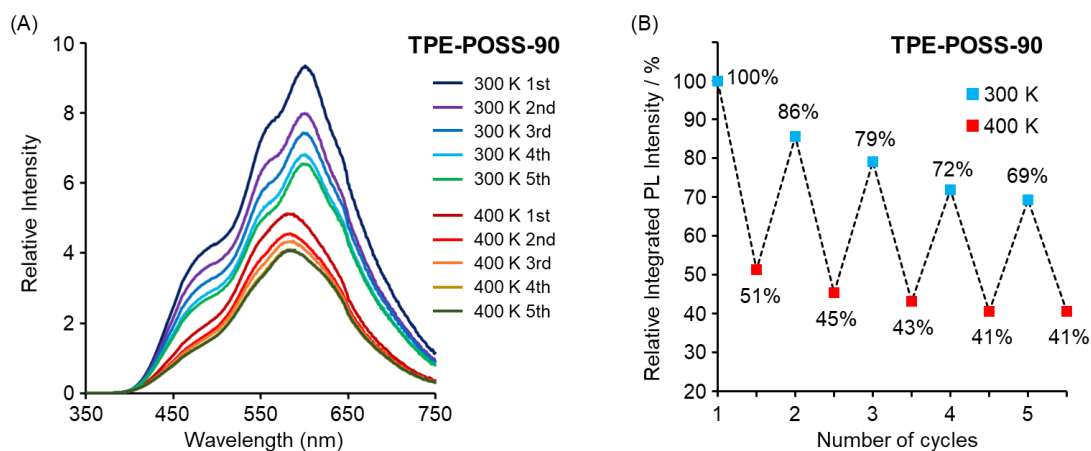 (A)
TPE-POSS-90
Relative Intensity
10
8
6
4
2
0
350
450
550
650
750
Wavelength (nm)
300 K 1st
300 K 2nd
300 K 3rd
300 K 4th
300 K 5th
400 K 1st
400 K 2nd
400 K 3rd
400 K 4th
400 K 5th
(B)
TPE-POSS-90
Relative Integrated PL Intensity / %
100
90
80
70
60
50
40
30
20
1
2
3
4
5
Number of cycles
300 K
400 K
100%
86%
79%
72%
69%
51%
45%
43%
41%
41%